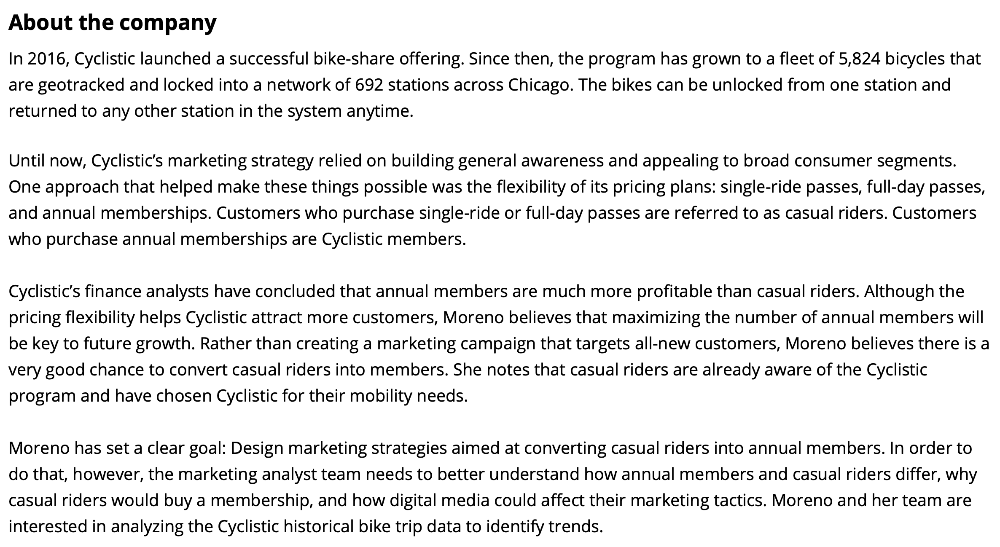 About the company
In 2016, Cyclistic launched a successful bike-share offering. Since then, the program has grown to a fleet of 5,824 bicycles that
are geotracked and locked into a network of 692 stations across Chicago. The bikes can be unlocked from one station and
returned to any other station in the system anytime.
Until now, Cyclistic’s marketing strategy relied on building general awareness and appealing to broad consumer segments.
One approach that helped make these things possible was the flexibility of its pricing plans: single-ride passes, full-day passes,
and annual memberships. Customers who purchase single-ride or full-day passes are referred to as casual riders. Customers
who purchase annual memberships are Cyclistic members.
Cyclistic’s finance analysts have concluded that annual members are much more profitable than casual riders. Although the
pricing flexibility helps Cyclistic attract more customers, Moreno believes that maximizing the number of annual members will
be key to future growth. Rather than creating a marketing campaign that targets all-new customers, Moreno believes there is a
very good chance to convert casual riders into members. She notes that casual riders are already aware of the Cyclistic
program and have chosen Cyclistic for their mobility needs.
Moreno has set a clear goal: Design marketing strategies aimed at converting casual riders into annual members. In order to
do that, however, the marketing analyst team needs to better understand how annual members and casual riders differ, why
casual riders would buy a membership, and how digital media could affect their marketing tactics. Moreno and her team are
interested in analyzing the Cyclistic historical bike trip data to identify trends.